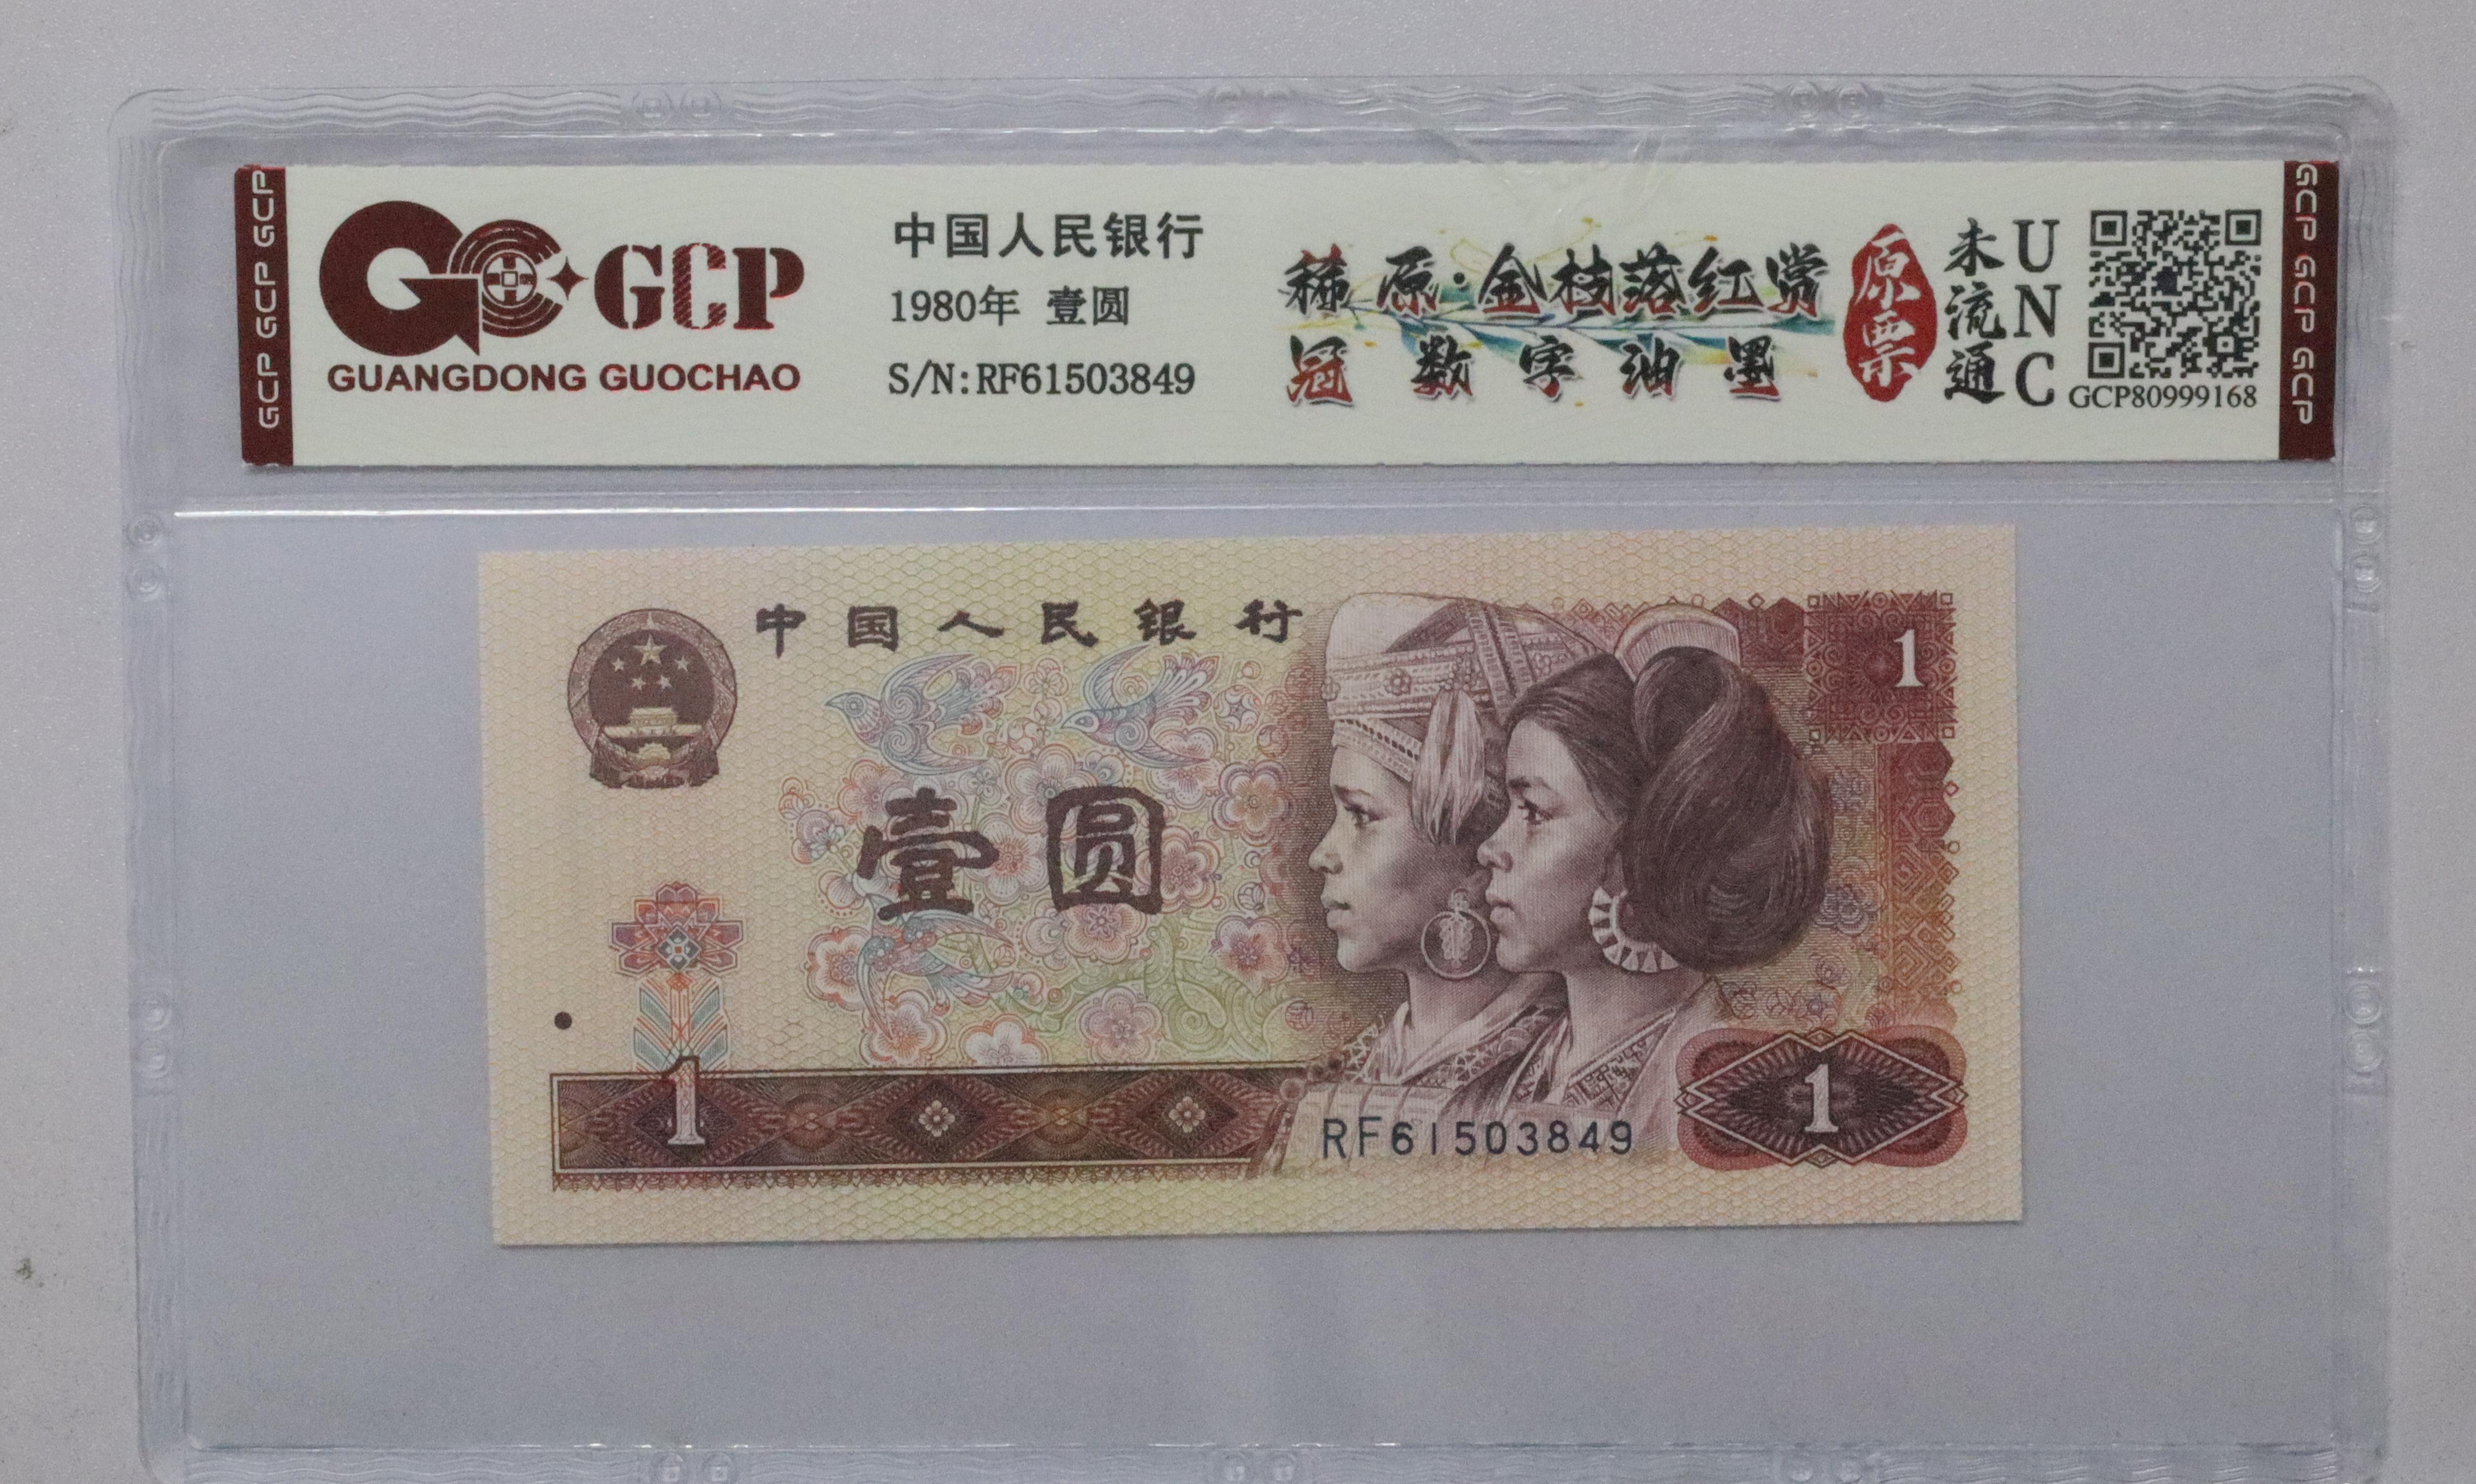 GCP GCP GCP
GCP
GUANGDONG GUOCHAO
中国人民银行
1980年 壹圆
S/N:RF61503849
稀 原·金枝落红赏
冠 数 字 油 墨
原票
未流通
UNC
GCP80999168
GCP GCP GCP
中国人民银行
1
壹圆
1
RF61503849
1